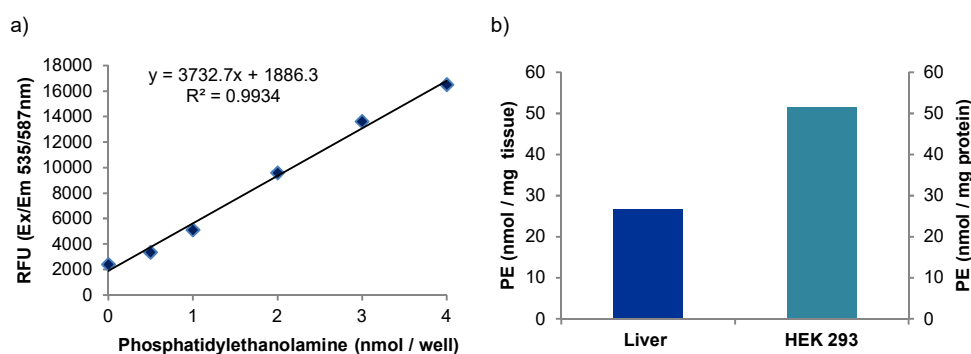 a)
18000
16000
14000
12000
10000
8000
6000
4000
2000
0
RFU (Ex/Em 535/587nm)
y = 3732.7x + 1886.3
R² = 0.9934
0 1 2 3 4
Phosphatidylethanolamine (nmol / well)
b)
60
50
40
30
20
10
0
PE (nmol / mg tissue)
60
50
40
30
20
10
0
PE (nmol / mg protein)
Liver HEK 293